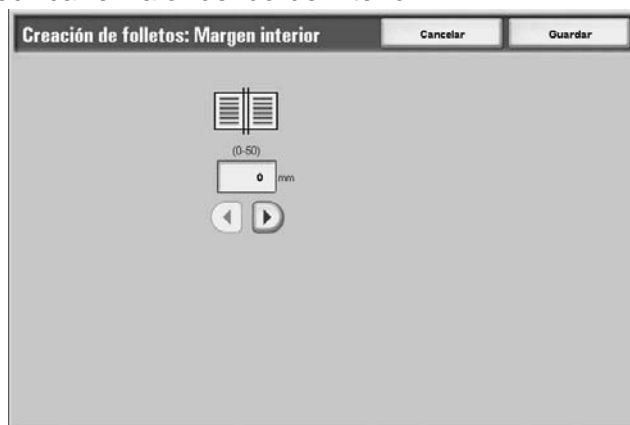 Creación de folletos: Margen interior
Cancelar
Guardar
(0-50)
0 mm